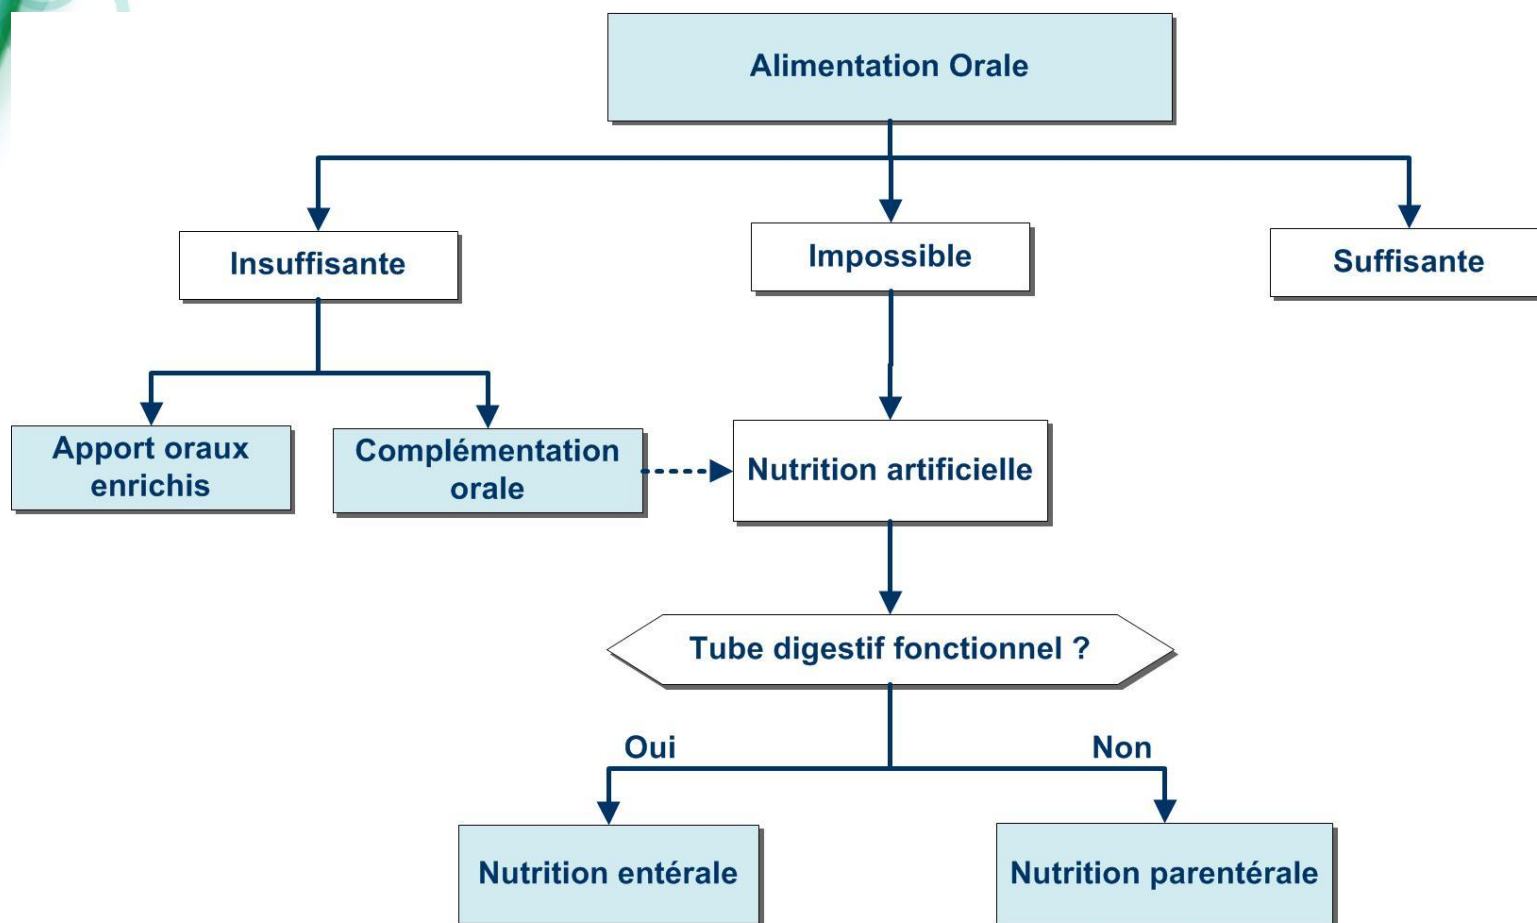 Alimentation Orale
Insuffisante
Impossible
Suffisante
Apport oraux
enrichis
Complémentation
orale
Nutrition artificielle
Tube digestif fonctionnel ?
Oui
Non
Nutrition entérale
Nutrition parentérale